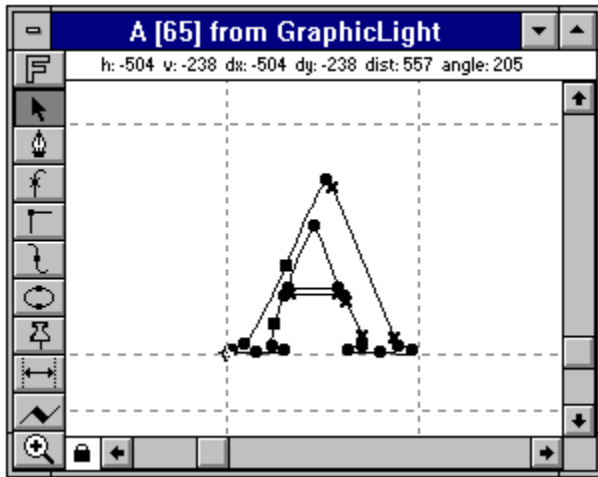 A [65] from GraphicLight
h: -504 v: -238 dx: -504 dy: -238 dist: 557 angle: 205